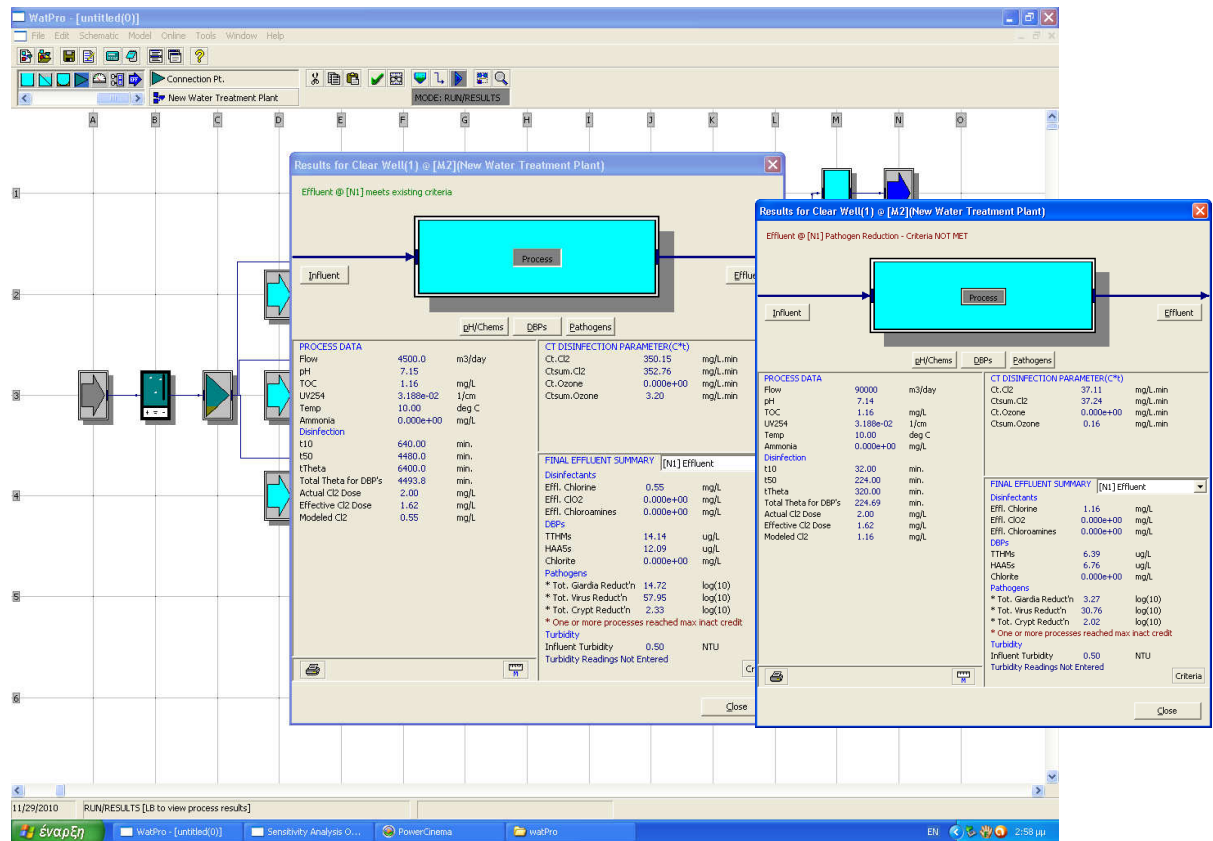 WatPro - [untitled(0)]
File Edit Schematic Model Online Tools Window Help
Connection Pt.
New Water Treatment Plant
MODE: RUN/RESULTS
A B C D E F G H I J K L M N O
1
2
3
4
5
6
Results for Clear Well(1) @ [M2](New Water Treatment Plant)
Effluent @ [N1] meets existing criteria
Process
Influent
Efflue
pH/Chems DBPs Pathogens
PROCESS DATA
Flow 4500.0 m3/day
pH 7.15
TOC 1.16 mg/L
UV254 3.188e-02 1/cm
Temp 10.00 deg C
Ammonia 0.000e+00 mg/L
Disinfection
t10 640.00 min.
t50 4480.0 min.
tTheta 6400.0 min.
Total Theta for DBP's 4493.8 min.
Actual Cl2 Dose 2.00 mg/L
Effective Cl2 Dose 1.62 mg/L
Modeled Cl2 0.55 mg/L
CT DISINFECTION PARAMETER(C*t)
Ct.Cl2 350.15 mg/L.min
Ctsum.Cl2 352.76 mg/L.min
Ct.Ozone 0.000e+00 mg/L.min
Ctsum.Ozone 3.20 mg/L.min
FINAL EFFLUENT SUMMARY [N1] Effluent
Disinfectants
Effl. Chlorine 0.55 mg/L
Effl. ClO2 0.000e+00 mg/L
Effl. Chloroamines 0.000e+00 mg/L
DBPs
TTHMs 14.14 ug/L
HAA5s 12.09 ug/L
Chlorite 0.000e+00 mg/L
Pathogens
* Tot. Giardia Reduct'n 14.72 log(10)
* Tot. Virus Reduct'n 57.95 log(10)
* Tot. Crypt Reduct'n 2.33 log(10)
* One or more processes reached max inact credit
Turbidity
Influent Turbidity 0.50 NTU
Turbidity Readings Not Entered
M
Cr
Close
Results for Clear Well(1) @ [M2](New Water Treatment Plant)
Effluent @ [N1] Pathogen Reduction - Criteria NOT MET
Process
Influent
Effluent
pH/Chems DBPs Pathogens
PROCESS DATA
Flow 90000 m3/day
pH 7.14
TOC 1.16 mg/L
UV254 3.188e-02 1/cm
Temp 10.00 deg C
Ammonia 0.000e+00 mg/L
Disinfection
t10 32.00 min.
t50 224.00 min.
tTheta 320.00 min.
Total Theta for DBP's 224.69 min.
Actual Cl2 Dose 2.00 mg/L
Effective Cl2 Dose 1.62 mg/L
Modeled Cl2 1.16 mg/L
CT DISINFECTION PARAMETER(C*t)
Ct.Cl2 37.11 mg/L.min
Ctsum.Cl2 37.24 mg/L.min
Ct.Ozone 0.000e+00 mg/L.min
Ctsum.Ozone 0.16 mg/L.min
FINAL EFFLUENT SUMMARY [N1] Effluent
Disinfectants
Effl. Chlorine 1.16 mg/L
Effl. ClO2 0.000e+00 mg/L
Effl. Chloroamines 0.000e+00 mg/L
DBPs
TTHMs 6.39 ug/L
HAA5s 6.76 ug/L
Chlorite 0.000e+00 mg/L
Pathogens
* Tot. Giardia Reduct'n 3.27 log(10)
* Tot. Virus Reduct'n 30.76 log(10)
* Tot. Crypt Reduct'n 2.02 log(10)
* One or more processes reached max inact credit
Turbidity
Influent Turbidity 0.50 NTU
Turbidity Readings Not Entered
M
Criteria
Close
11/29/2010 RUN/RESULTS [LB to view process results]
έναρξη WatPro - [untitled(0)] Sensitivity Analysis O... PowerCinema watPro EN 2:58 μμ